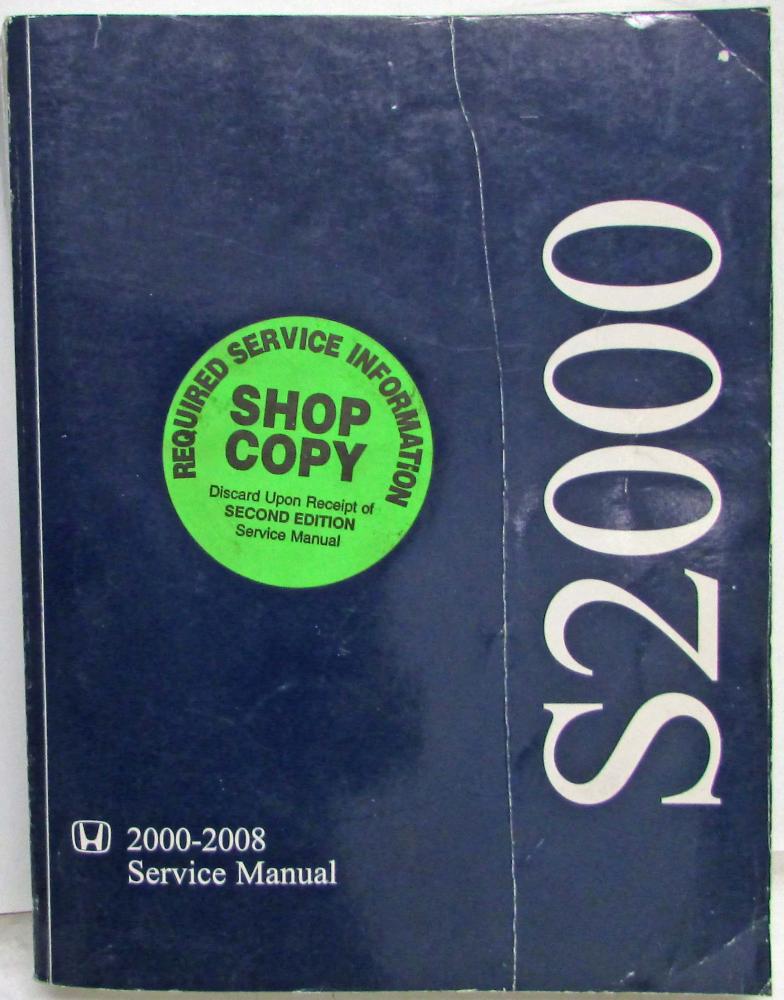 REQUIRED SERVICE INFORMATION
SHOP
COPY
Discard Upon Receipt of
SECOND EDITION
Service Manual
S2000
2000-2008
Service Manual